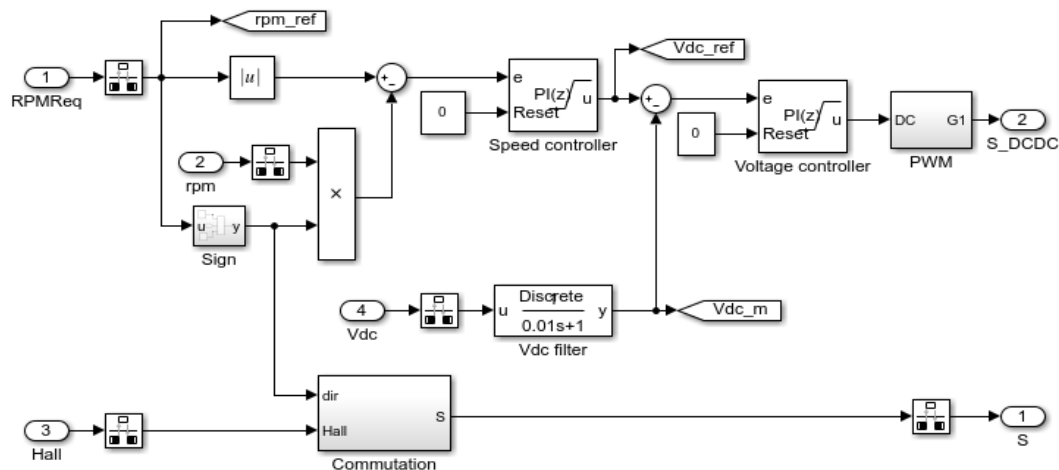 rpm_ref
1
RPMReq
|u|
+
-
0
e
Reset
PI(z)
u
Speed controller
Vdc_ref
+
-
0
e
Reset
PI(z)
u
Voltage controller
DC
G1
PWM
2
S_DCDC
2
rpm
×
u
y
Sign
4
Vdc
u
Discrete
1
0.01s+1
y
Vdc filter
Vdc_m
3
Hall
dir
Hall
S
Commutation
1
S